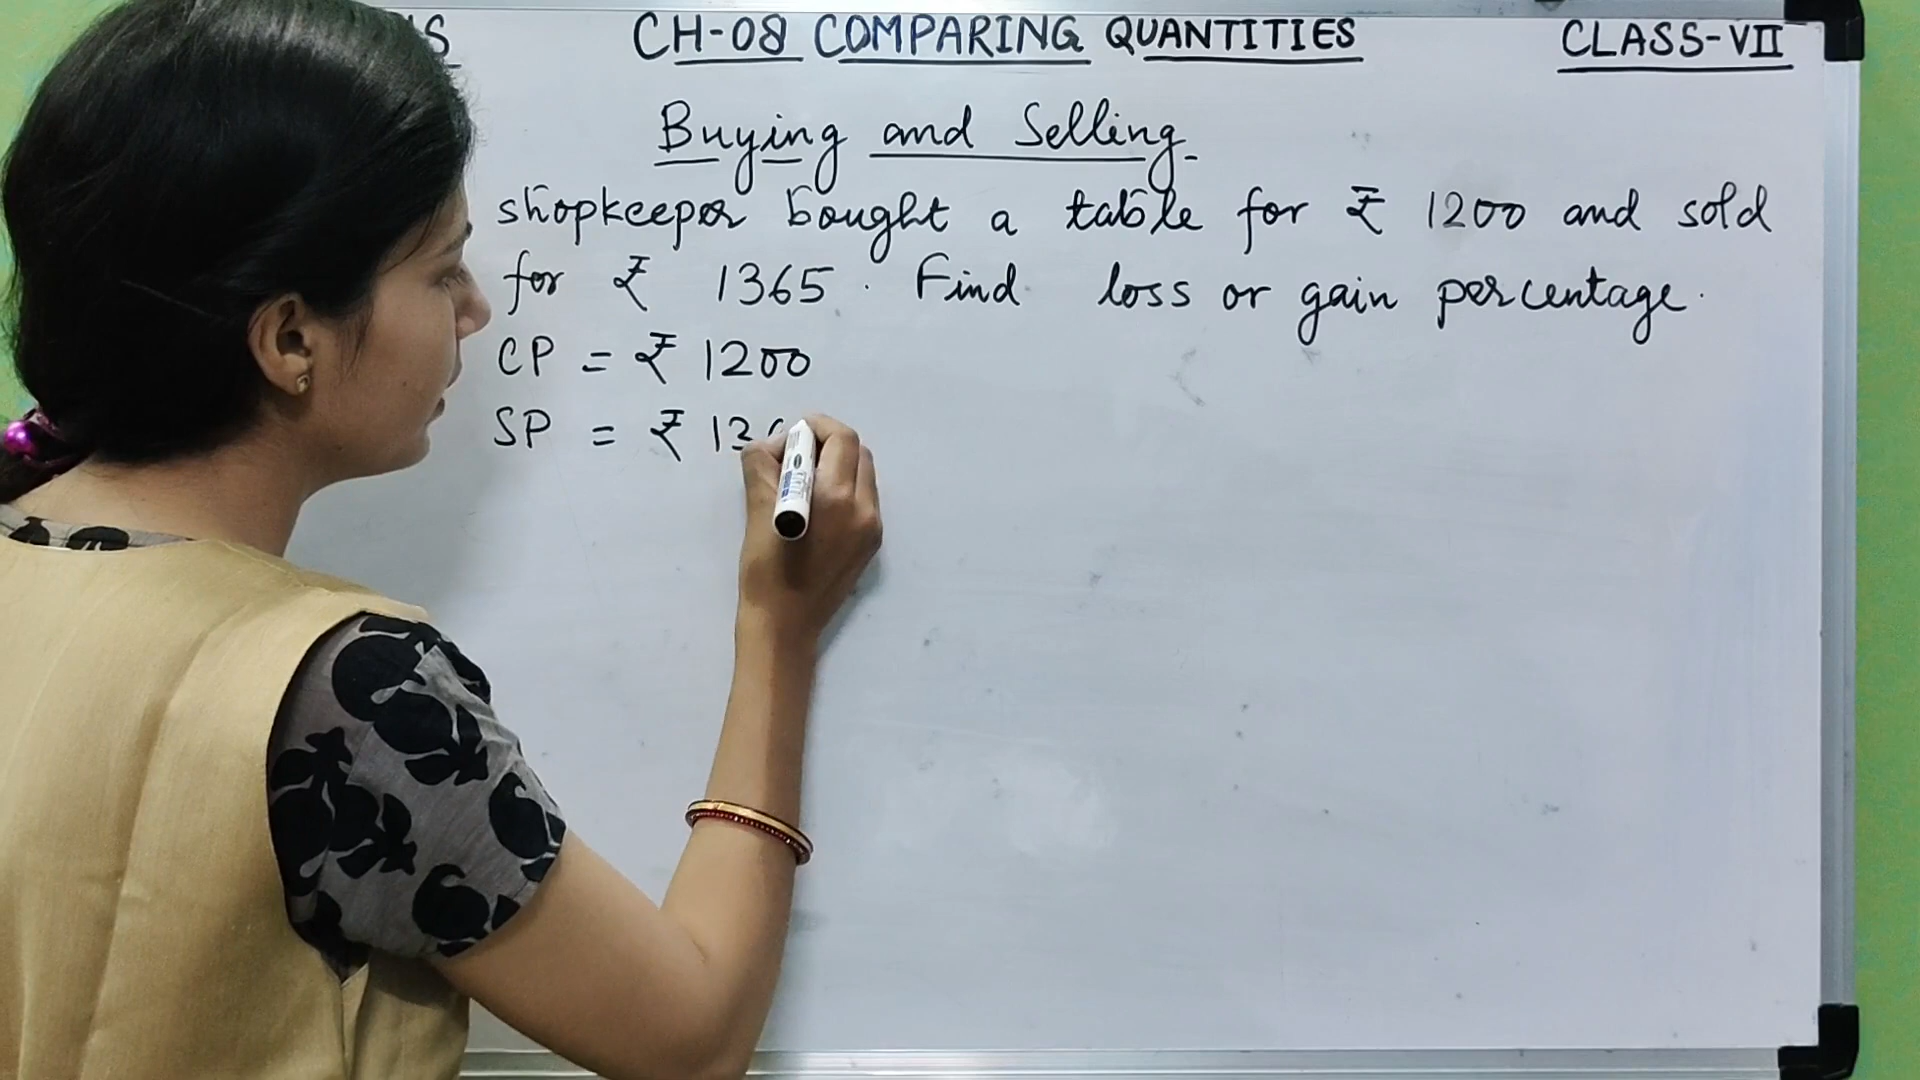 CH-08 COMPARING QUANTITIES CLASS-VII
Buying and Selling
shopkeeper bought a table for ₹ 1200 and sold
for ₹ 1365. Find loss or gain percentage.
CP = ₹ 1200
SP = ₹ 13